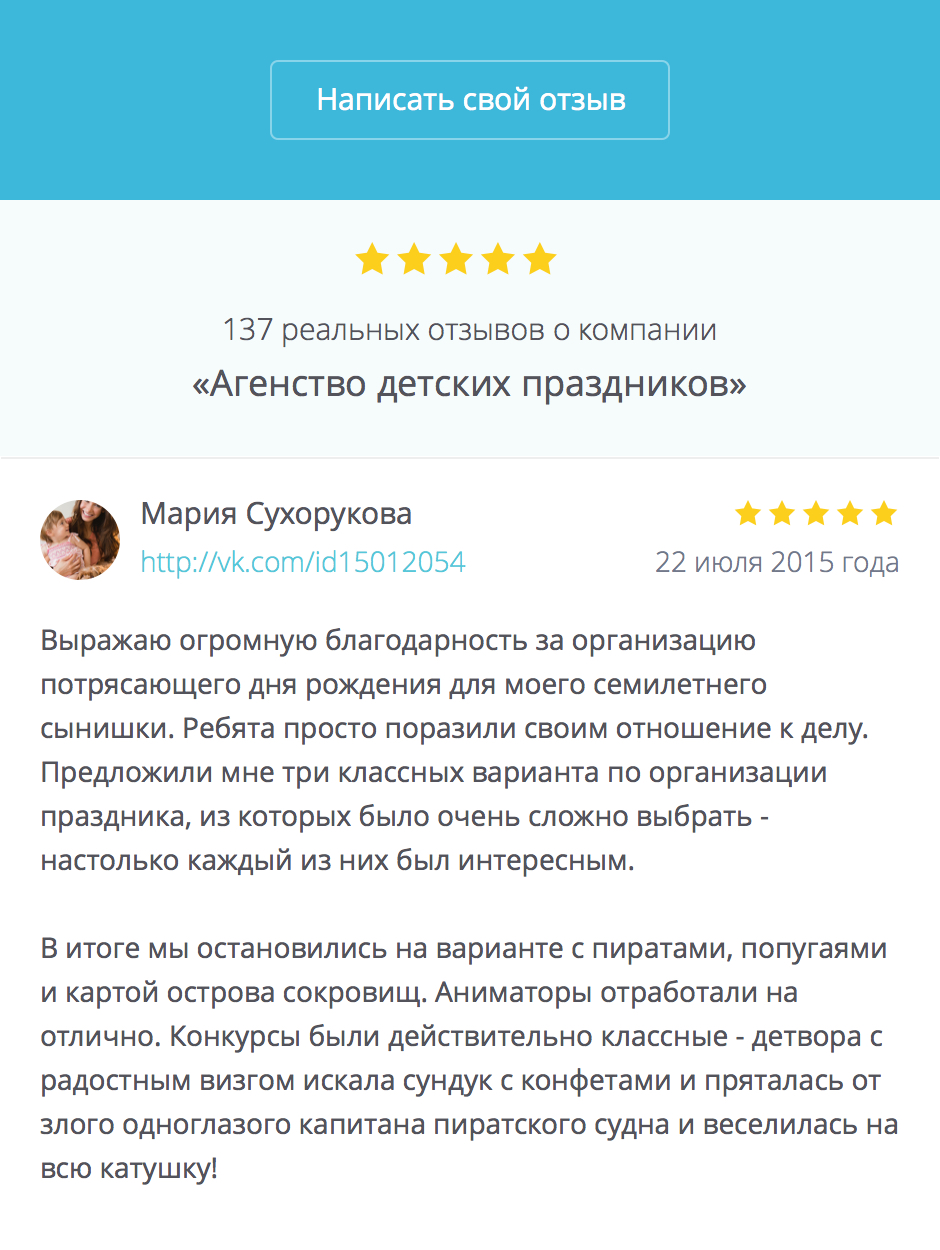 Написать свой отзыв
137 реальных отзывов о компании
«Агенство детских праздников»
Мария Сухорукова
http://vk.com/id15012054
22 июля 2015 года
Выражаю огромную благодарность за организацию
потрясающего дня рождения для моего семилетнего
сынишки. Ребята просто поразили своим отношение к делу.
Предложили мне три классных варианта по организации
праздника, из которых было очень сложно выбрать -
настолько каждый из них был интересным.
В итоге мы остановились на варианте с пиратами, попугаями
и картой острова сокровищ. Аниматоры отработали на
отлично. Конкурсы были действительно классные - детвора с
радостным визгом искала сундук с конфетами и пряталась от
злого одноглазого капитана пиратского судна и веселилась на
всю катушку!